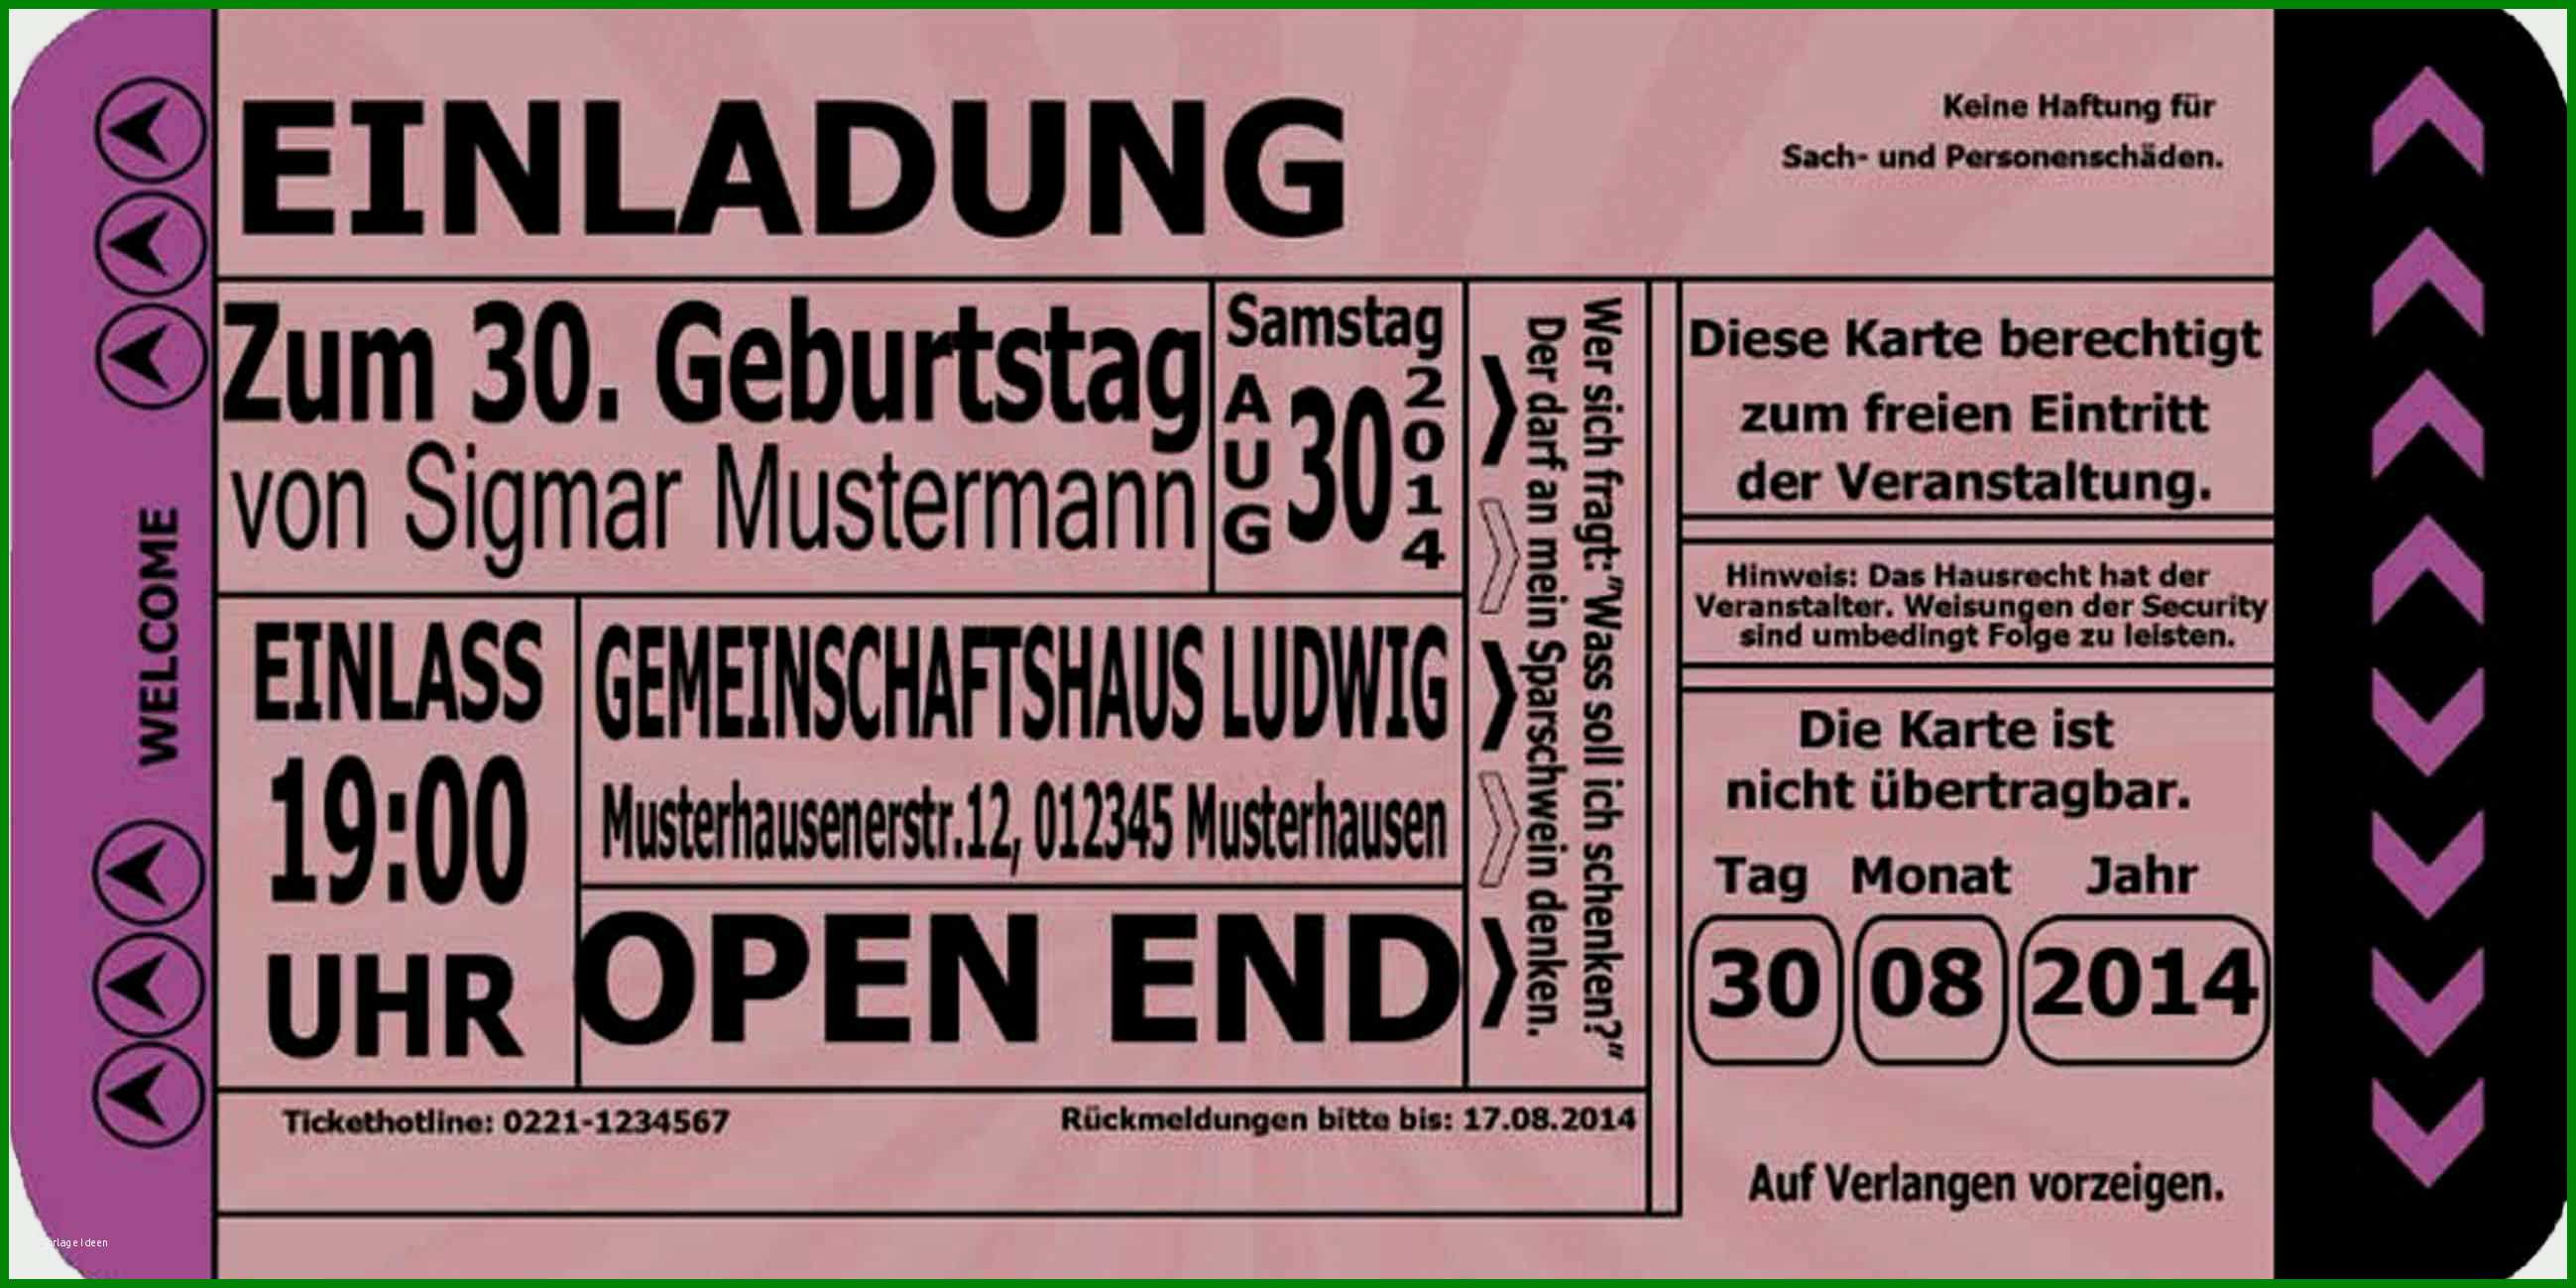 EINLADUNG
Keine Haftung für
Sach- und Personenschäden.
WELCOME
Zum 30. Geburtstag
von Sigmar Mustermann
Samstag
AUG
30
2014
EINLASS
19:00
UHR
GEMEINSCHAFTSHAUS LUDWIG
Musterhausenerstr.12, 012345 Musterhausen
OPEN END
Wer sich fragt:"Wass soll ich schenken?"
Der darf an mein Sparschwein denken.
Tickethotline: 0221-1234567
Rückmeldungen bitte bis: 17.08.2014
Diese Karte berechtigt
zum freien Eintritt
der Veranstaltung.
Hinweis: Das Hausrecht hat der
Veranstalter. Weisungen der Security
sind umbedingt Folge zu leisten.
Die Karte ist
nicht übertragbar.
Tag Monat Jahr
30 08 2014
Auf Verlangen vorzeigen.